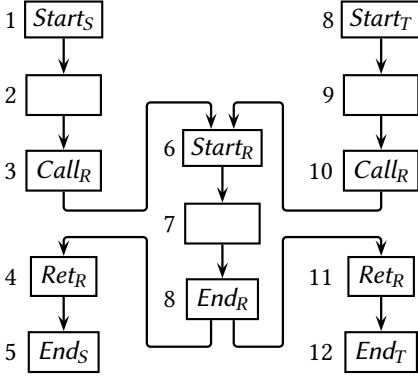 1 Start_S 8 Start_T
2 9
3 Call_R 6 Start_R 10 Call_R
7
4 Ret_R 8 End_R 11 Ret_R
5 End_S 12 End_T